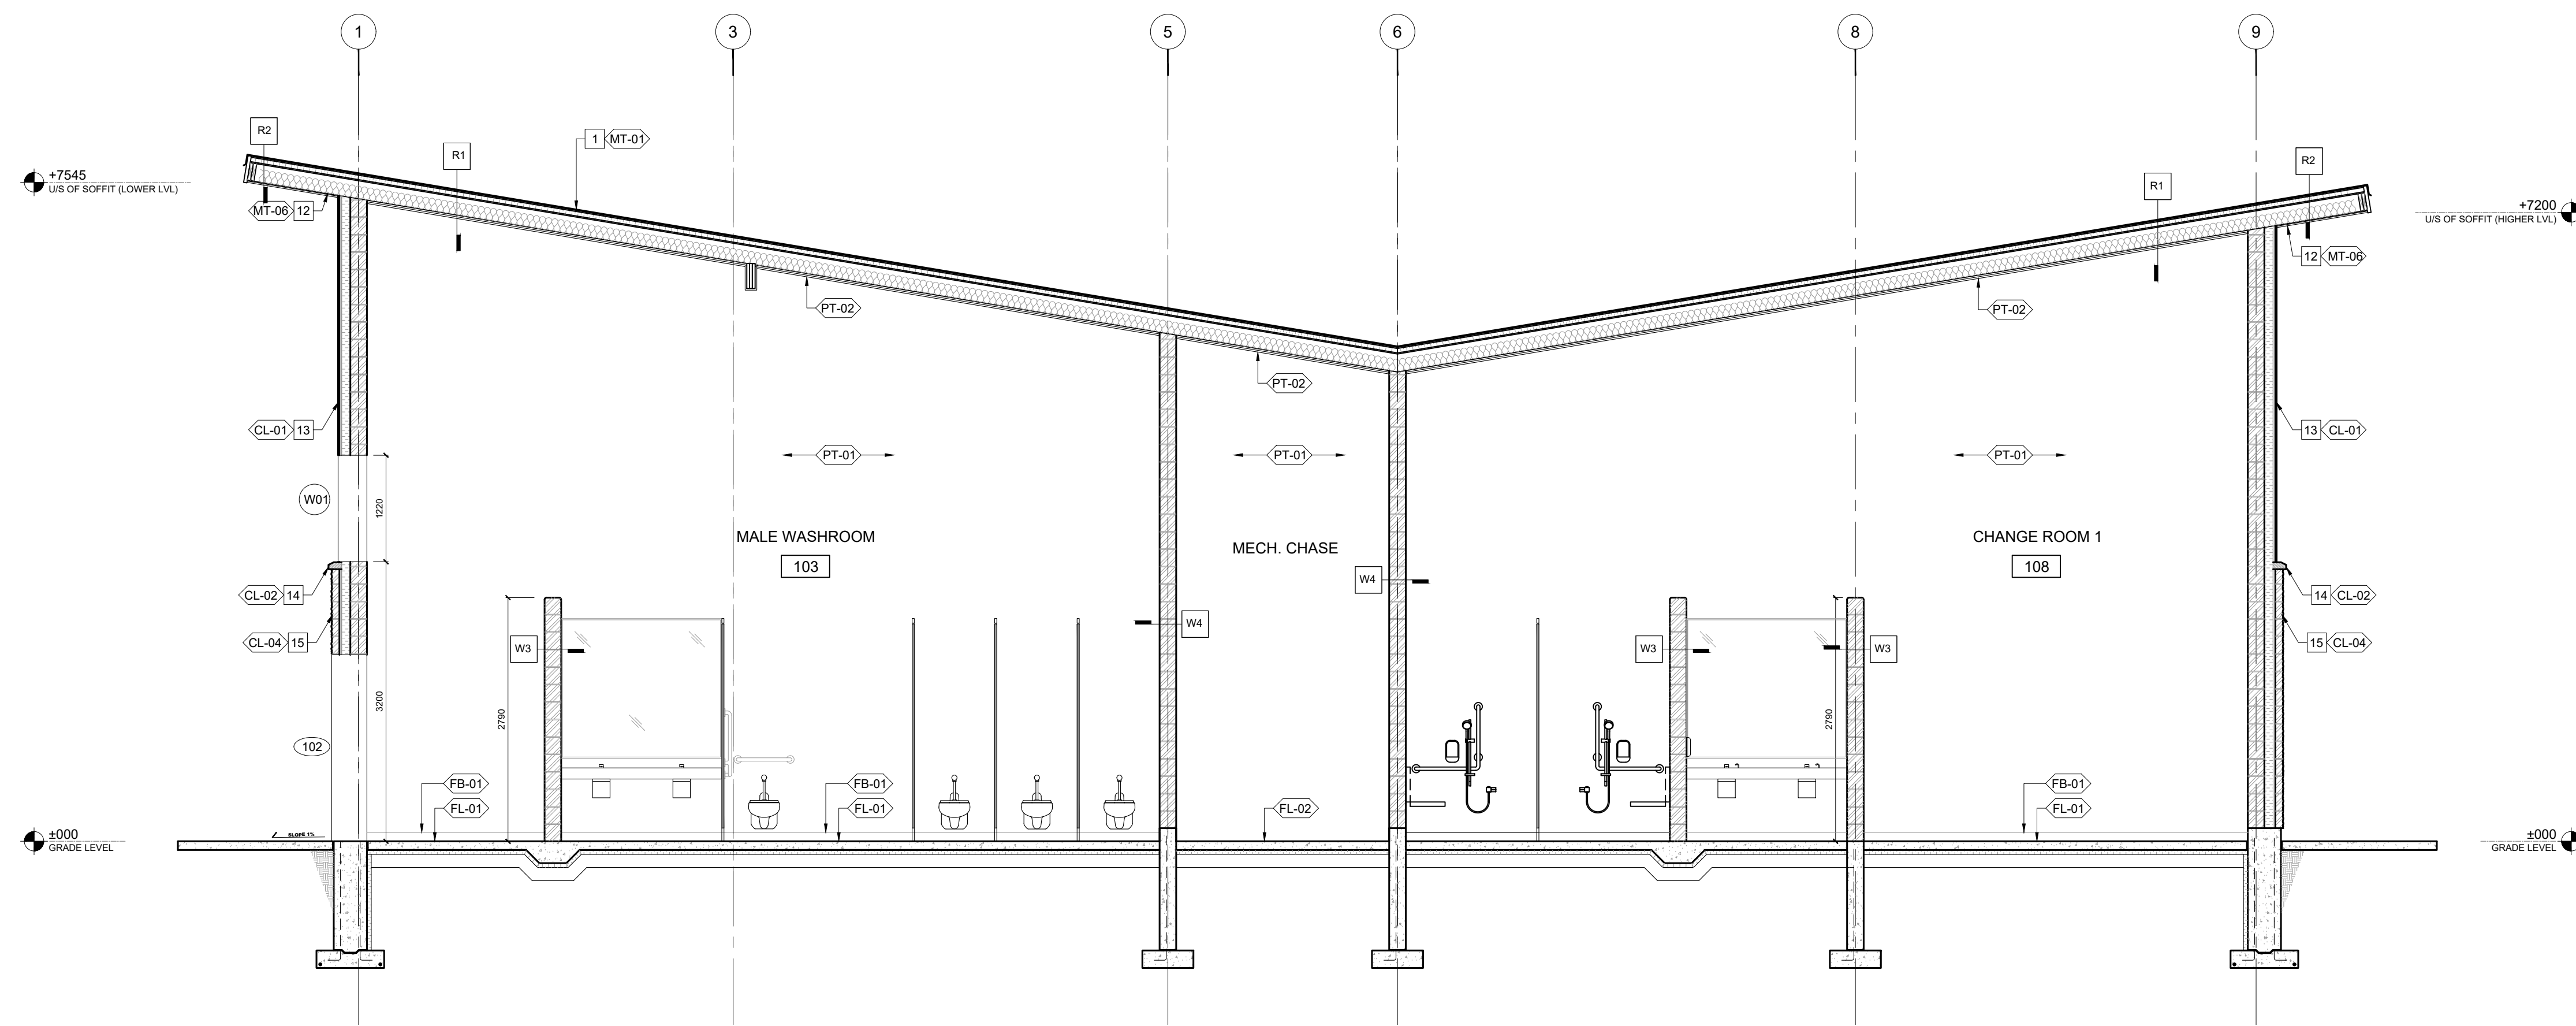 1
3
5
6
8
9
R2
R1
1 MT-01
R2
R1
+7545
U/S OF SOFFIT (LOWER LVL)
+7200
U/S OF SOFFIT (HIGHER LVL)
MT-06 12
12 MT-06
PT-02
PT-02
PT-02
CL-01 13
13 CL-01
PT-01
PT-01
PT-01
W01
1220
MALE WASHROOM
103
MECH. CHASE
CHANGE ROOM 1
108
W4
CL-02 14
14 CL-02
W4
CL-04 15
15 CL-04
W3
W3
W3
3200
2790
2790
102
FB-01
FB-01
FB-01
FL-01
FL-01
FL-02
FL-01
±000
GRADE LEVEL
SLOPE 1%
±000
GRADE LEVEL